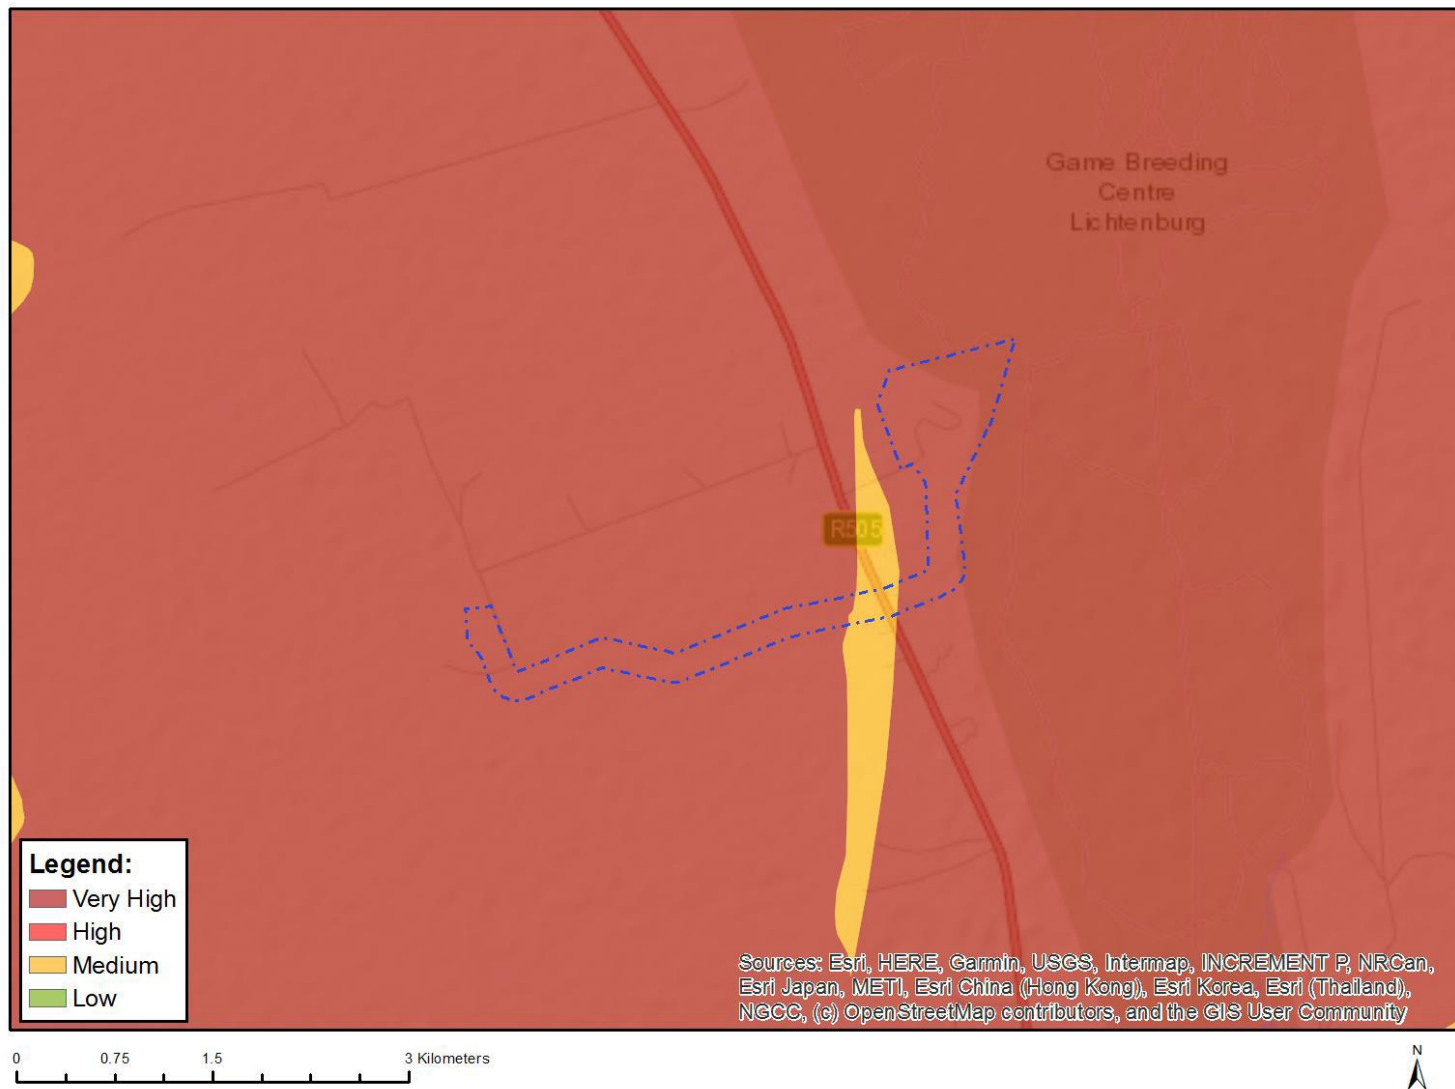 Game Breeding
Centre
Lichtenburg
R505
Legend:
Very High
High
Medium
Low
Sources: Esri, HERE, Garmin, USGS, Intermap, INCREMENT P, NRCan,
Esri Japan, METI, Esri China (Hong Kong), Esri Korea, Esri (Thailand),
NGCC, (c) OpenStreetMap contributors, and the GIS User Community
0 0.75 1.5 3 Kilometers
N